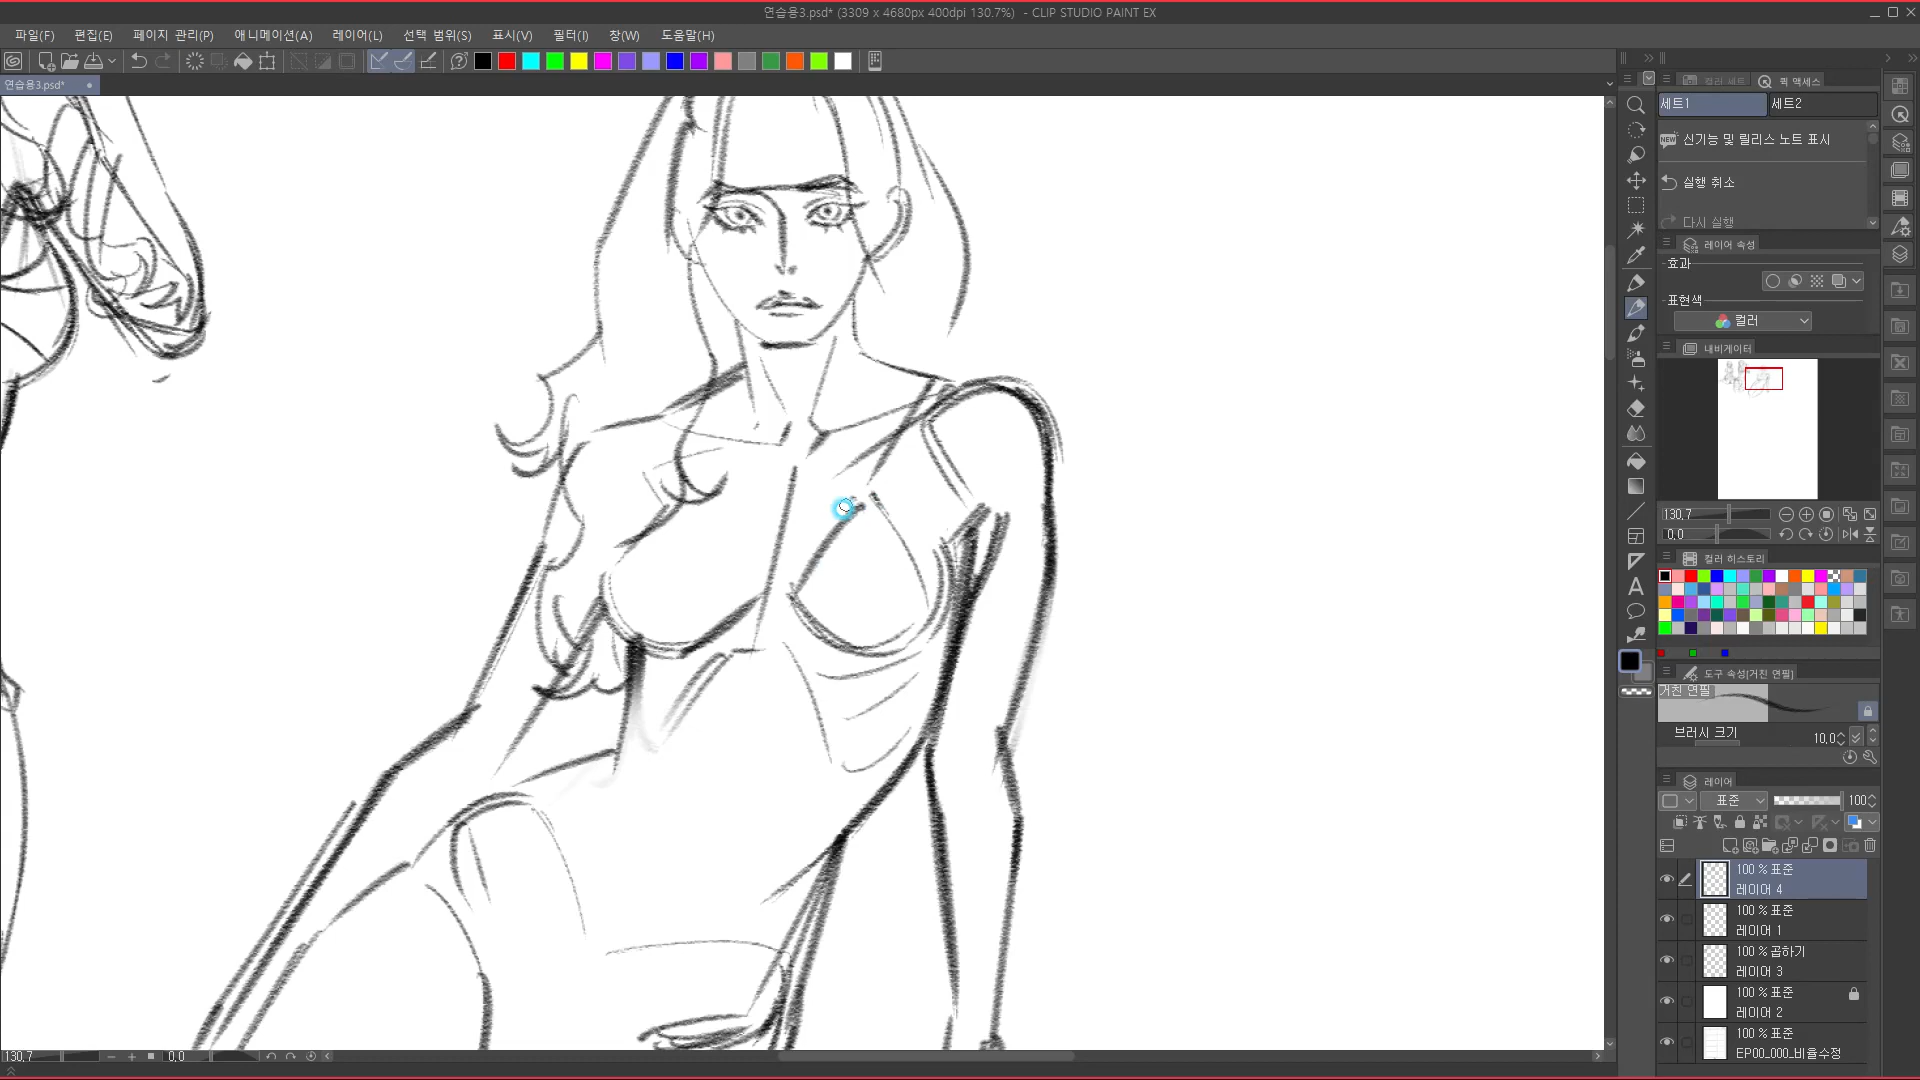 연습용3.psd* (3309 x 4680px 400dpi 130.7%)  - CLIP STUDIO PAINT EX
파일(F) 편집(E) 페이지 관리(P) 애니메이션(A) 레이어(L) 선택 범위(S) 표시(V) 필터(I) 창(W) 도움말(H)
연습용3.psd*
컬러 세트 퀵 액세스
세트1 세트2
NEW 신기능 및 릴리스 노트 표시
실행 취소
다시 실행
레이어 속성
효과
표현색
컬러
내비게이터
130.7
0.0
컬러 히스토리
도구 속성[거친 연필]
거친 연필
브러시 크기 10.0
레이어
표준 100
100 % 표준
레이어 4
100 % 표준
레이어 1
100 % 곱하기
레이어 3
100 % 표준
레이어 2
100 % 표준
EP00_000_비율수정
130.7 0.0